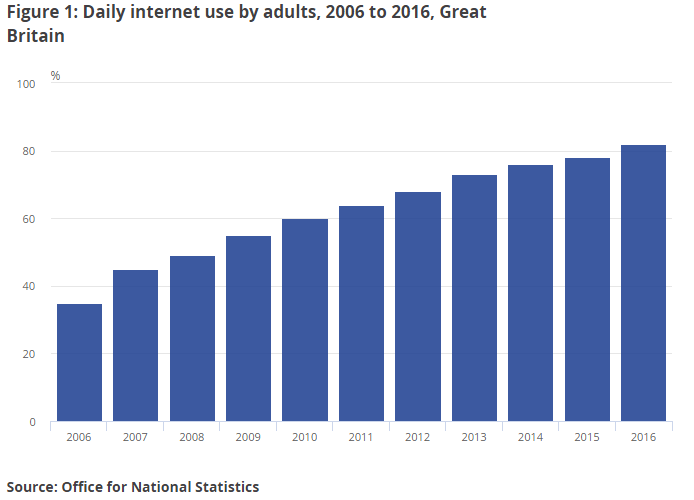 Figure 1: Daily internet use by adults, 2006 to 2016, Great
Britain
%
100
80
60
40
20
0
2006 2007 2008 2009 2010 2011 2012 2013 2014 2015 2016
Source: Office for National Statistics